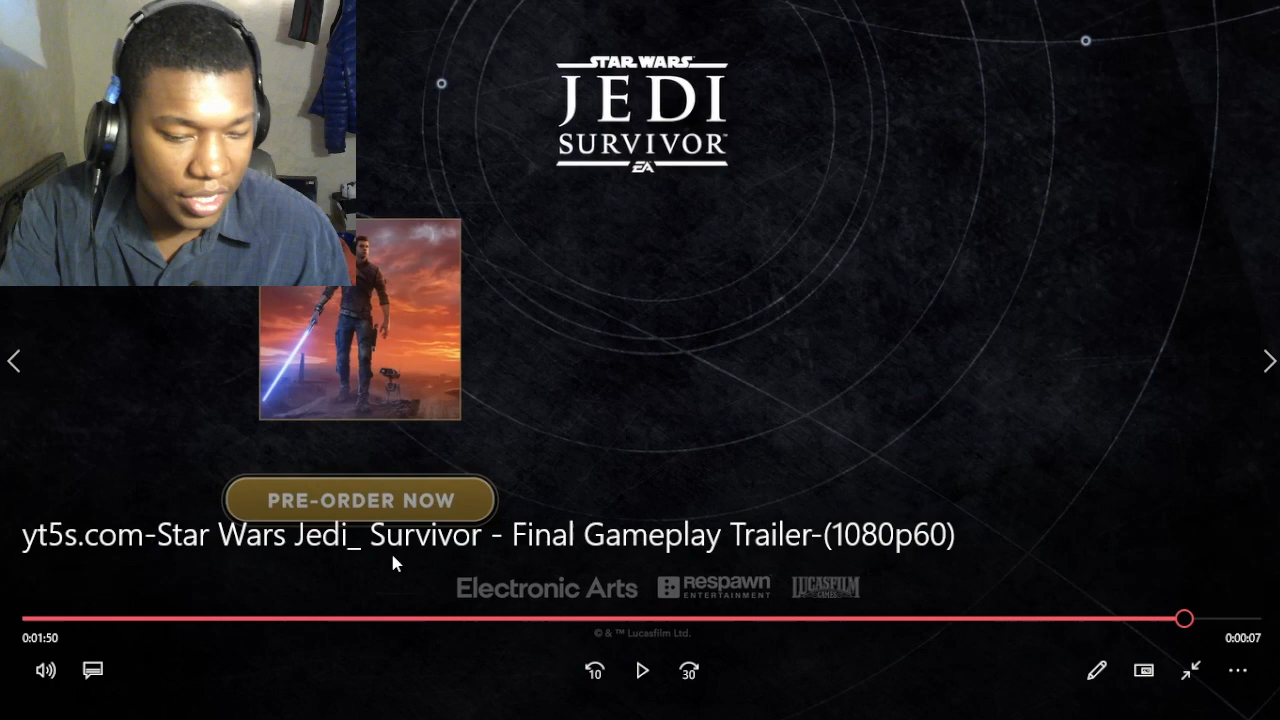 STAR WARS
JEDI
SURVIVOR™
EA
PRE-ORDER NOW
yt5s.com-Star Wars Jedi_ Survivor - Final Gameplay Trailer-(1080p60)
Electronic Arts
RESPAWN
ENTERTAINMENT
LUCASFILM
GAMES
0:01:50
© & ™ Lucasfilm Ltd.
0:00:07
10
30